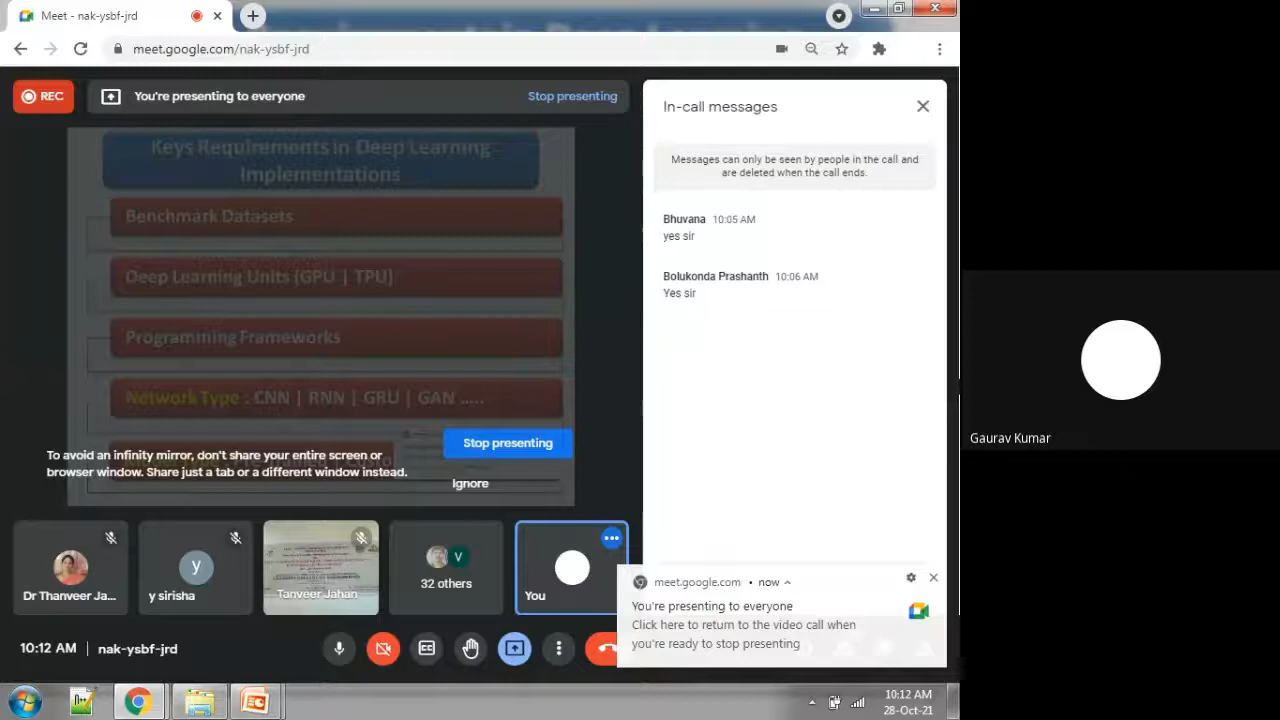 Meet - nak-ysbf-jrd
meet.google.com/nak-ysbf-jrd
REC
You're presenting to everyone
Stop presenting
Keys Requirements in Deep Learning
Implementations
Benchmark Datasets
Deep Learning Units (GPU | TPU)
Programming Frameworks
Network Type : CNN | RNN | GRU | GAN .....
To avoid an infinity mirror, don't share your entire screen or
browser window. Share just a tab or a different window instead.
Stop presenting
Ignore
In-call messages
Messages can only be seen by people in the call and
are deleted when the call ends.
Bhuvana 10:05 AM
yes sir
Bolukonda Prashanth 10:06 AM
Yes sir
Dr Thanveer Ja...
y
y sirisha
Tanveer Jahan
V
32 others
You
meet.google.com • now
You're presenting to everyone
Click here to return to the video call when
you're ready to stop presenting
10:12 AM | nak-ysbf-jrd
10:12 AM
28-Oct-21
Gaurav Kumar